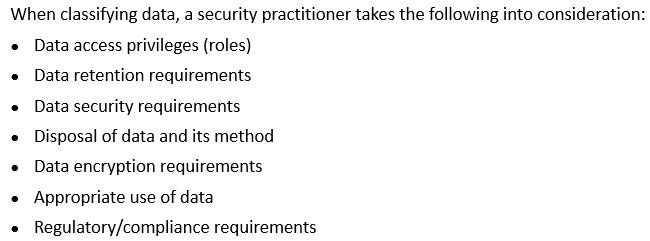 When classifying data, a security practitioner takes the following into consideration:
• Data access privileges (roles)
• Data retention requirements
• Data security requirements
• Disposal of data and its method
• Data encryption requirements
• Appropriate use of data
• Regulatory/compliance requirements